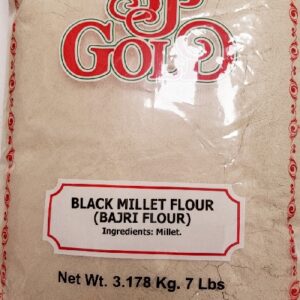 GOLD
BLACK MILLET FLOUR
(BAJRI FLOUR)
Ingredients: Millet.
Net Wt. 3.178 Kg. 7 Lbs